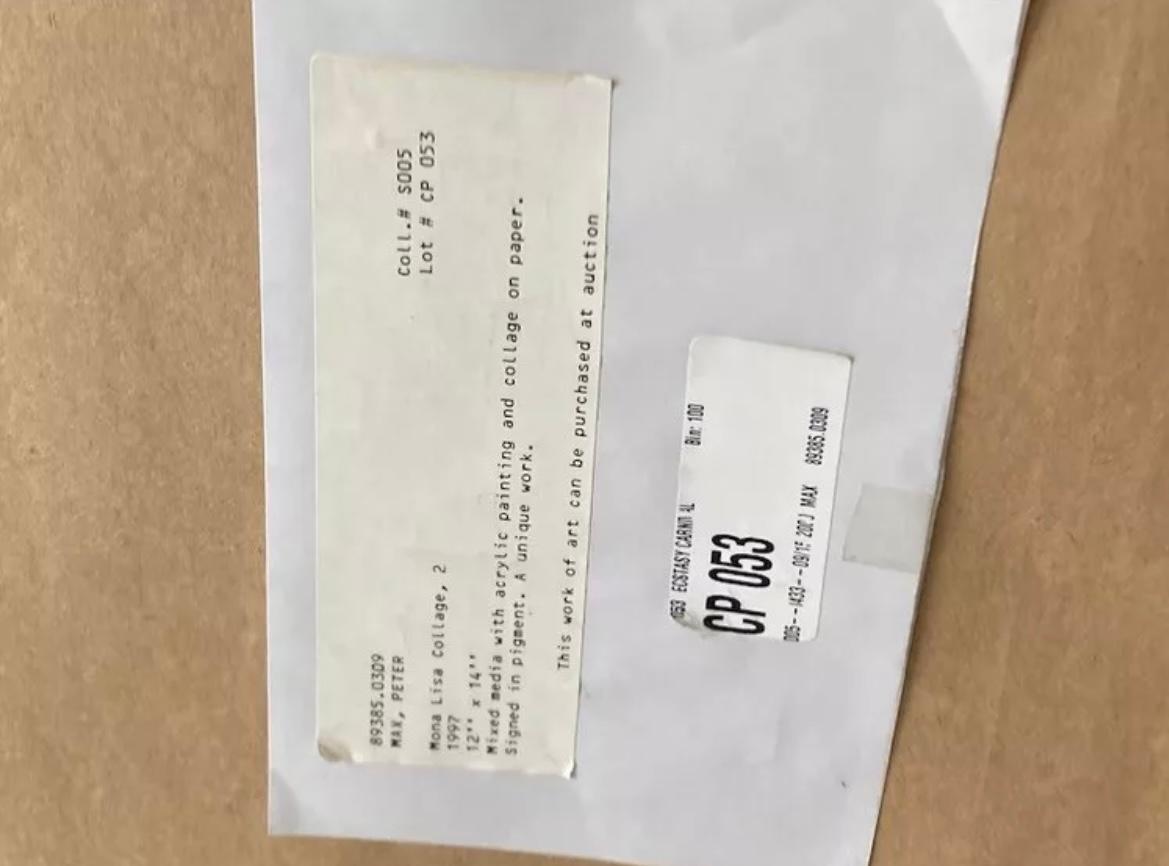 Coll.# S005
Lot # CP 053
89385.0309
MAX, PETER
Mona Lisa Collage, 2
1997
12'' x 14''
Mixed media with acrylic painting and collage on paper.
Signed in pigment. A unique work.
This work of art can be purchased at auction
053 ECSTASY Bin: 100
CP 053
MAX 89385.0309